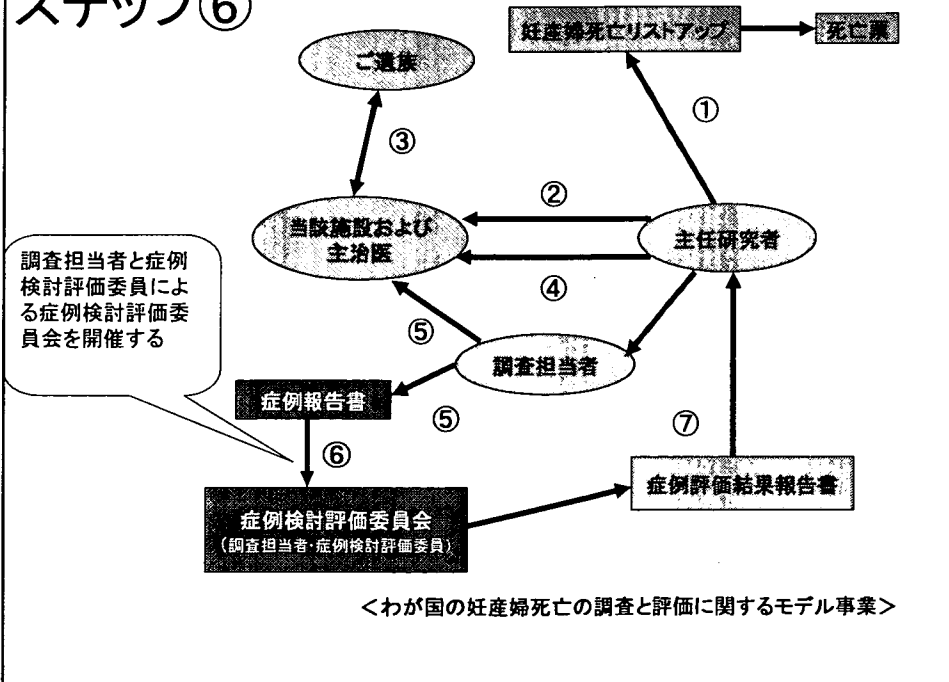 ステップ⑥
妊産婦死亡リストアップ
死亡票
ご遺族
①
③
②
当該施設および
主治医
主任研究者
調査担当者と症例
検討評価委員によ
る症例検討評価委
員会を開催する
④
⑤
調査担当者
症例報告書
⑤
⑦
⑥
症例評価結果報告書
症例検討評価委員会
(調査担当者・症例検討評価委員)
＜わが国の妊産婦死亡の調査と評価に関するモデル事業＞